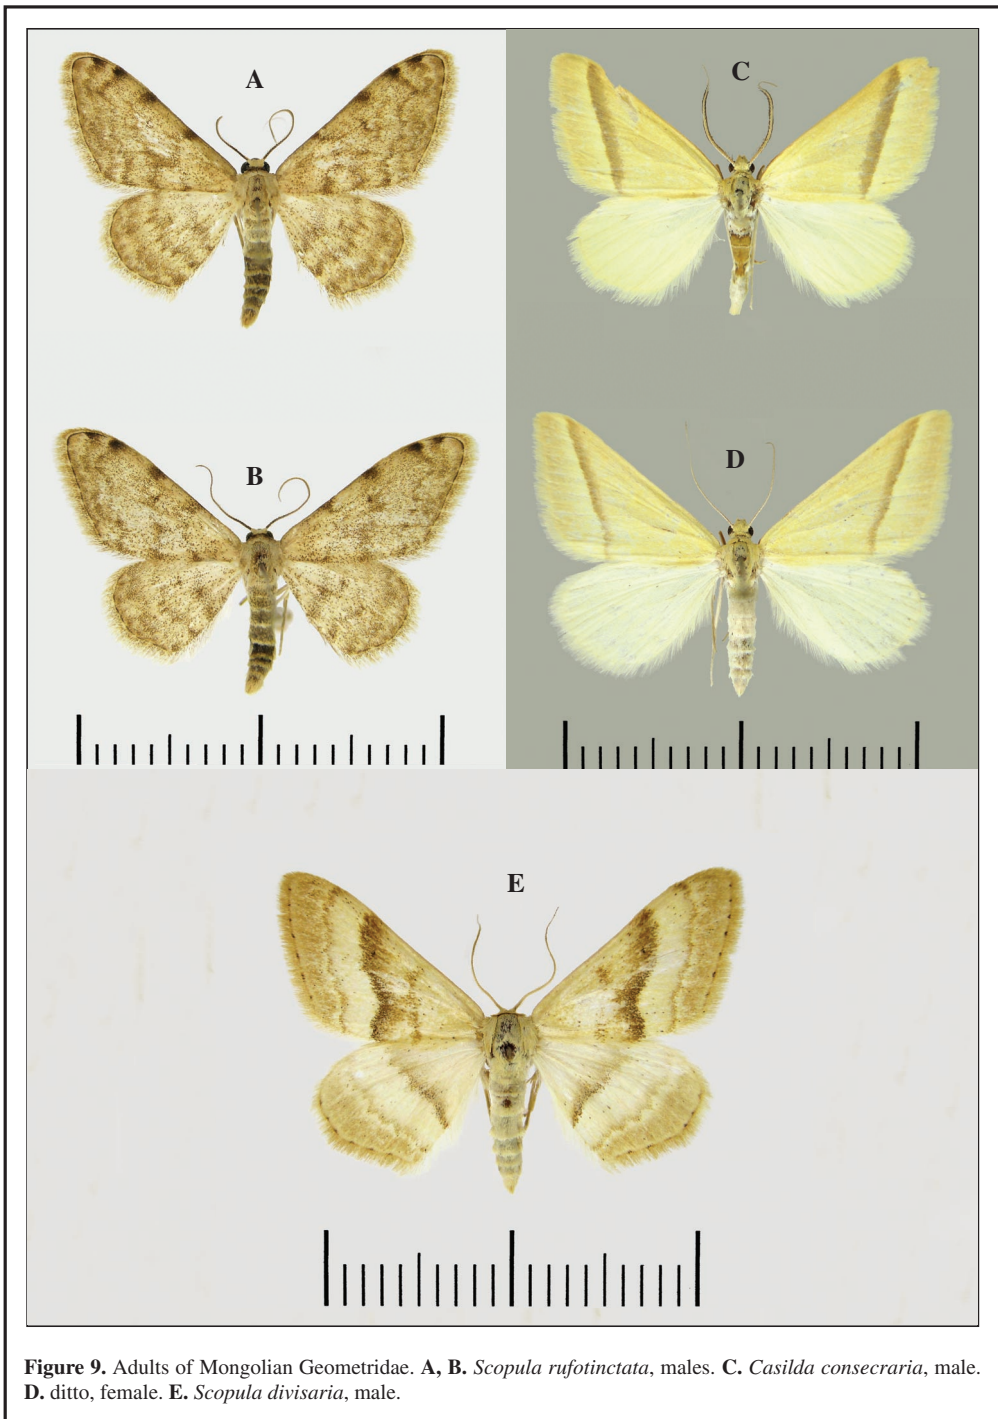 A
C
B
D
E
Figure 9. Adults of Mongolian Geometridae. A, B. Scopula rufotinctata, males. C. Casilda consecraria, male.
D. ditto, female. E. Scopula divisaria, male.